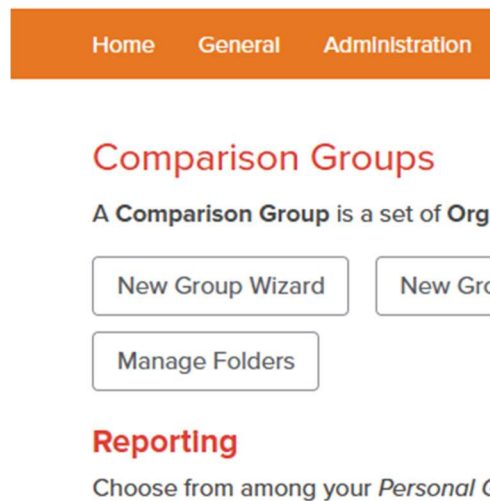 Home General Administration
Comparison Groups
A Comparison Group is a set of
New Group Wizard New
Manage Folders
Reporting
Choose from among your Personal